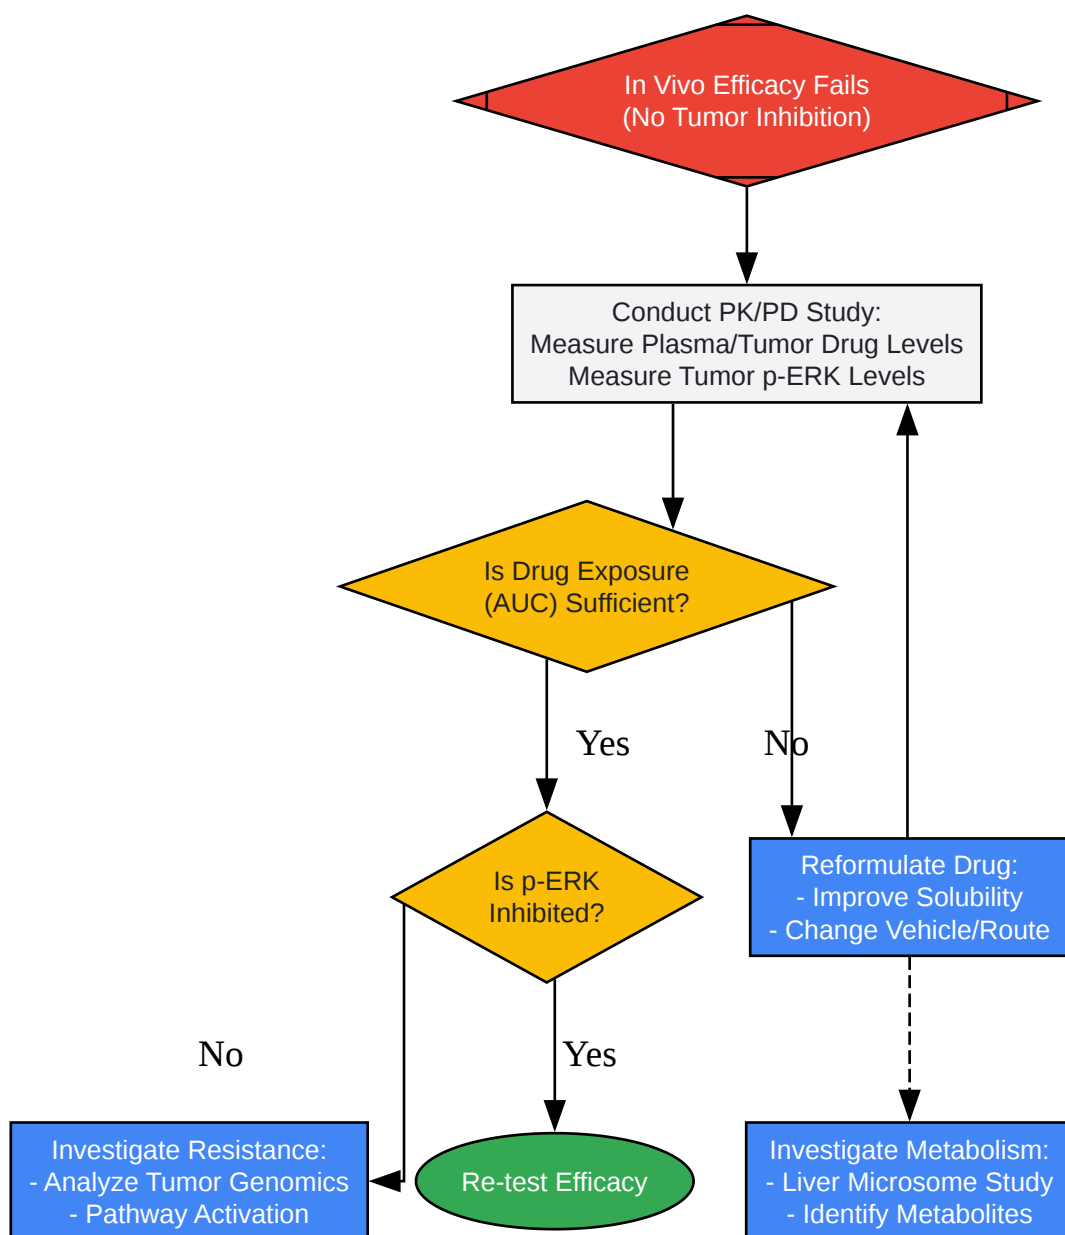 In Vivo Efficacy Fails
(No Tumor Inhibition)
Conduct PK/PD Study:
Measure Plasma/Tumor Drug Levels
Measure Tumor p-ERK Levels
Is Drug Exposure
(AUC) Sufficient?
Yes
No
Is p-ERK
Inhibited?
Reformulate Drug:
- Improve Solubility
- Change Vehicle/Route
No
Yes
Investigate Resistance:
- Analyze Tumor Genomics
- Pathway Activation
Re-test Efficacy
Investigate Metabolism:
- Liver Microsome Study
- Identify Metabolites